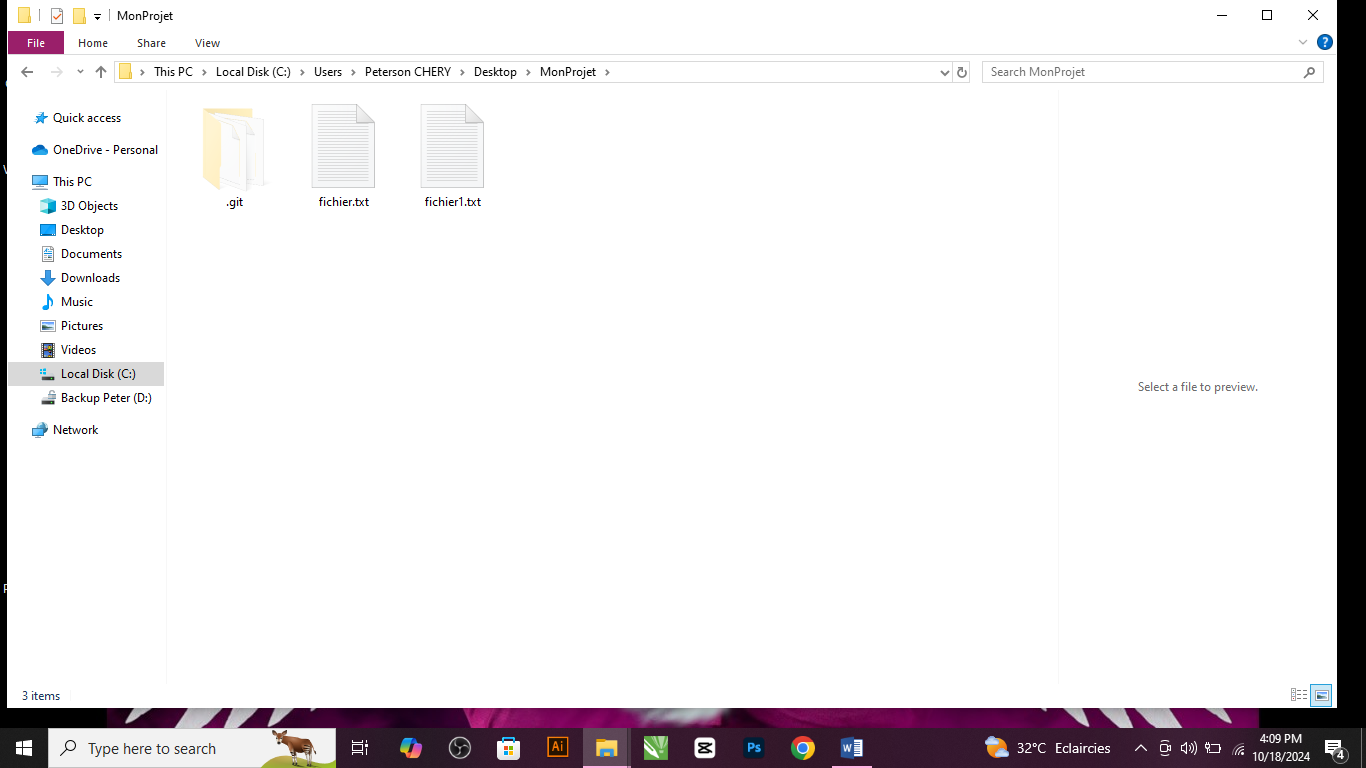 MonProjet
File Home Share View
This PC Local Disk (C:) Users Peterson CHERY Desktop MonProjet
Search MonProjet
Quick access
OneDrive - Personal
This PC
3D Objects
Desktop
Documents
Downloads
Music
Pictures
Videos
Local Disk (C:)
Backup Peter (D:)
Network
.git
fichier.txt
fichier1.txt
Select a file to preview.
3 items
Type here to search
Ai
Ps
W
32°C Eclaircies
4:09 PM
10/18/2024
4